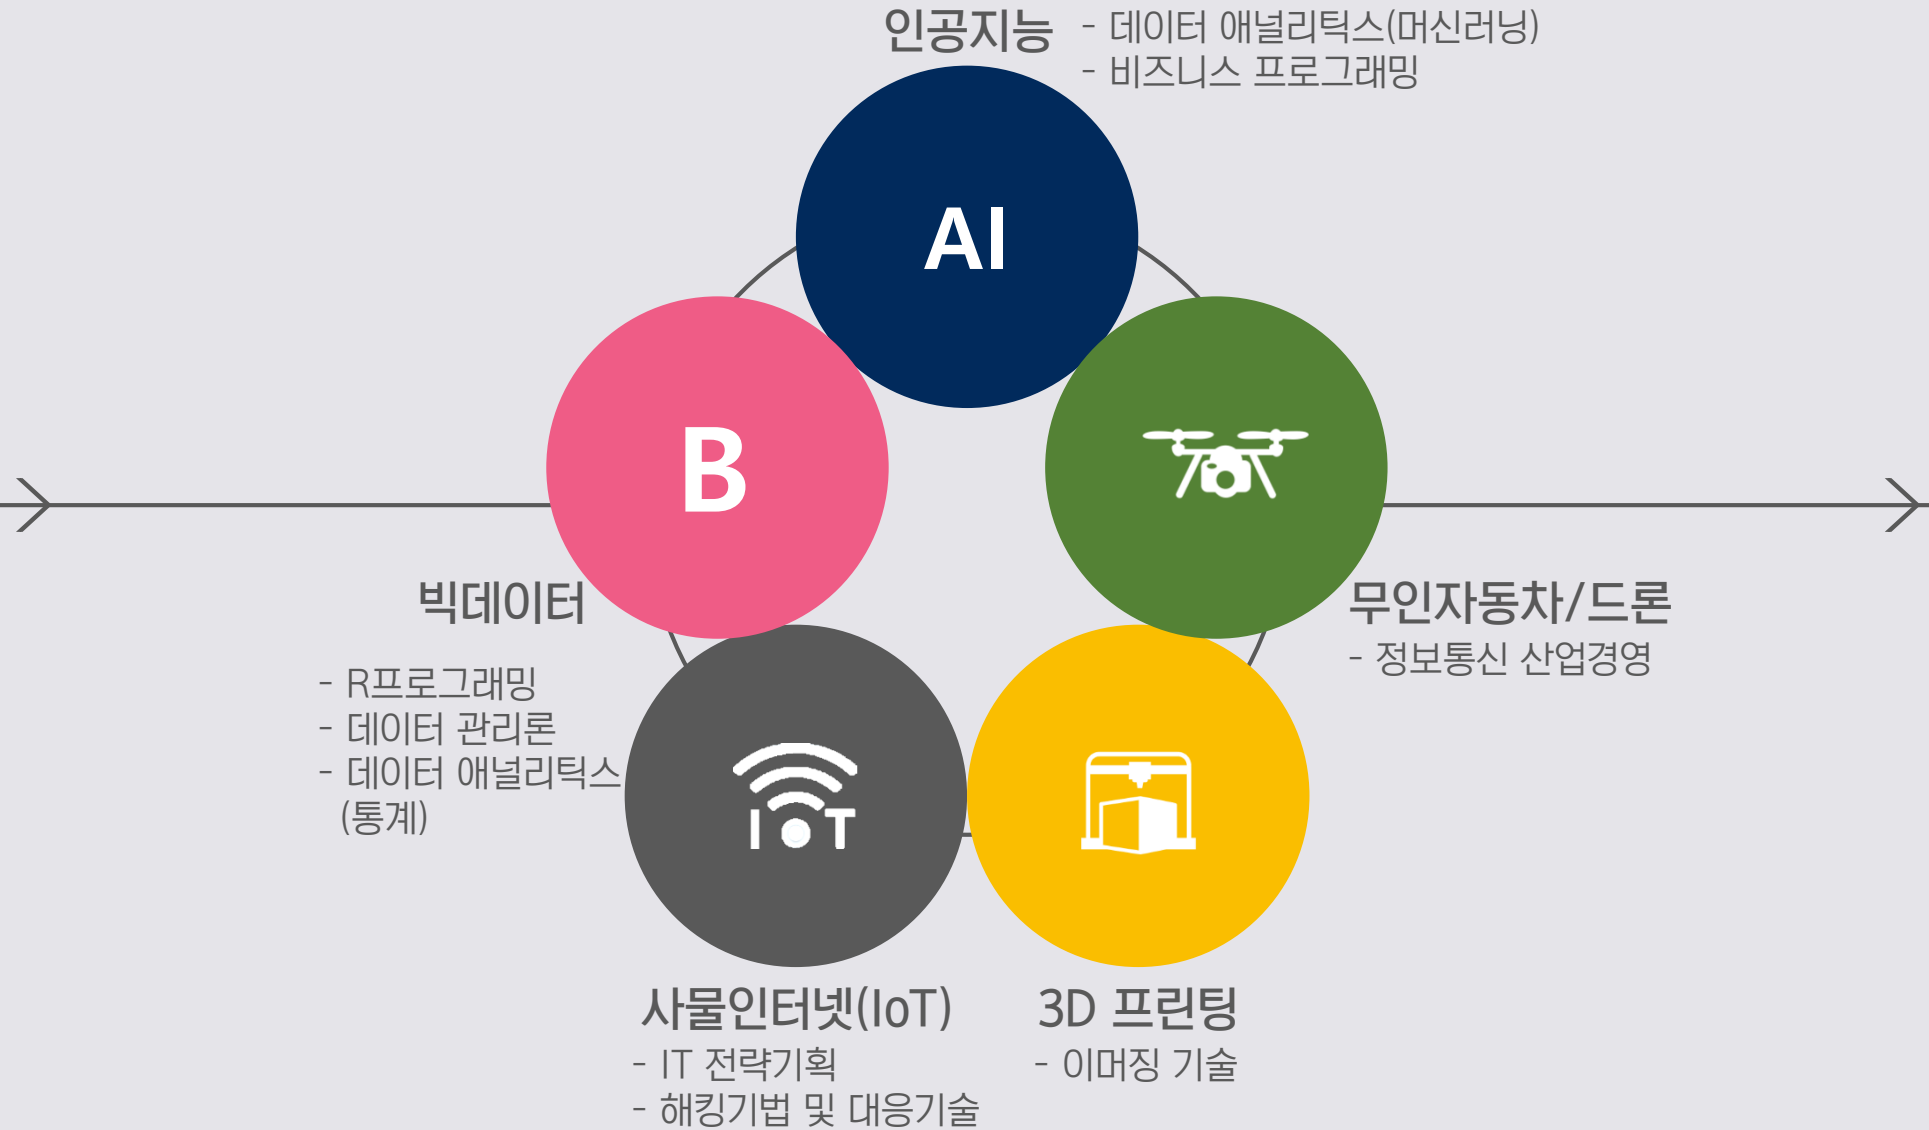 인공지능
- 데이터 애널리틱스(머신러닝)
- 비즈니스 프로그래밍
AI
B
빅데이터
- R프로그래밍
- 데이터 관리론
- 데이터 애널리틱스
(통계)
무인자동차/드론
- 정보통신 산업경영
IoT
사물인터넷(IoT)
- IT 전략기획
- 해킹기법 및 대응기술
3D 프린팅
- 이머징 기술